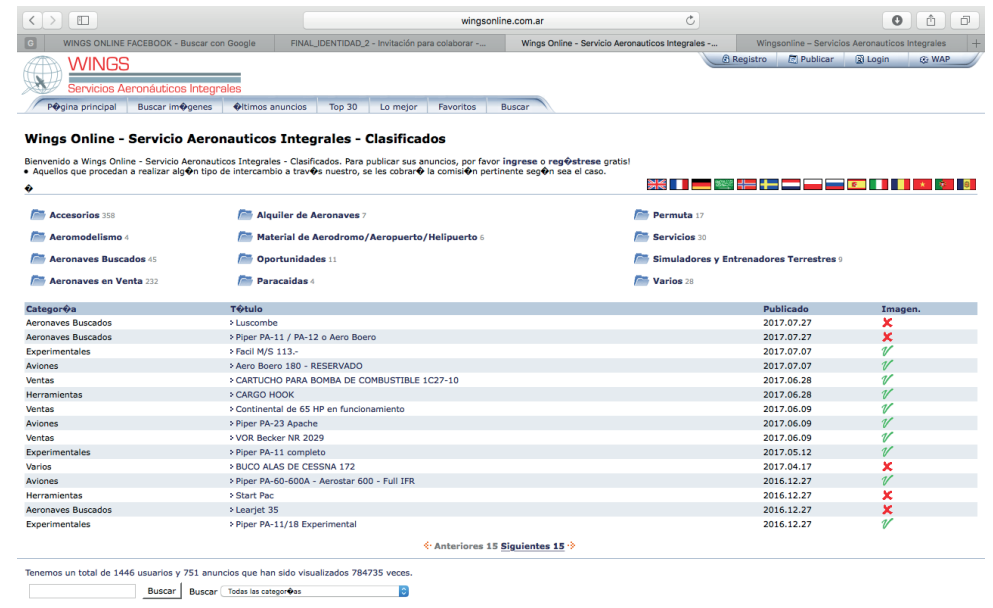 wingsonline.com.ar
G WINGS ONLINE FACEBOOK - Buscar con Google FINAL_IDENTIDAD_2 - Invitación para colaborar -... Wings Online - Servicio Aeronauticos Integrales -... Wingsonline – Servicios Aeronauticos Integrales
WINGS
Servicios Aeronáuticos Integrales
Registro Publicar Login WAP
P�gina principal Buscar im�genes �ltimos anuncios Top 30 Lo mejor Favoritos Buscar
Wings Online - Servicio Aeronauticos Integrales - Clasificados
Bienvenido a Wings Online - Servicio Aeronauticos Integrales - Clasificados. Para publicar sus anuncios, por favor ingrese o reg�strese gratis!
• Aquellos que procedan a realizar alg�n tipo de intercambio a trav�s nuestro, se les cobrar� la comisi�n pertinente seg�n sea el caso.
�
Accesorios 358 Alquiler de Aeronaves 7 Permuta 17
Aeromodelismo 4 Material de Aerodromo/Aeropuerto/Helipuerto 6 Servicios 30
Aeronaves Buscados 45 Oportunidades 11 Simuladores y Entrenadores Terrestres 9
Aeronaves en Venta 232 Paracaidas 4 Varios 28
Categor�a T�tulo Publicado Imagen.
Aeronaves Buscados > Luscombe 2017.07.27
Aeronaves Buscados > Piper PA-11 / PA-12 o Aero Boero 2017.07.27
Experimentales > Facil M/S 113.- 2017.07.07
Aviones > Aero Boero 180 - RESERVADO 2017.07.07
Ventas > CARTUCHO PARA BOMBA DE COMBUSTIBLE 1C27-10 2017.06.28
Herramientas > CARGO HOOK 2017.06.28
Ventas > Continental de 65 HP en funcionamiento 2017.06.09
Aviones > Piper PA-23 Apache 2017.06.09
Ventas > VOR Becker NR 2029 2017.06.09
Experimentales > Piper PA-11 completo 2017.05.12
Varios > BUCO ALAS DE CESSNA 172 2017.04.17
Aviones > Piper PA-60-600A - Aerostar 600 - Full IFR 2016.12.27
Herramientas > Start Pac 2016.12.27
Aeronaves Buscados > Learjet 35 2016.12.27
Experimentales > Piper PA-11/18 Experimental 2016.12.27
Anteriores 15 Siguientes 15
Tenemos un total de 1446 usuarios y 751 anuncios que han sido visualizados 784735 veces.
Buscar Buscar Todas las categor�as